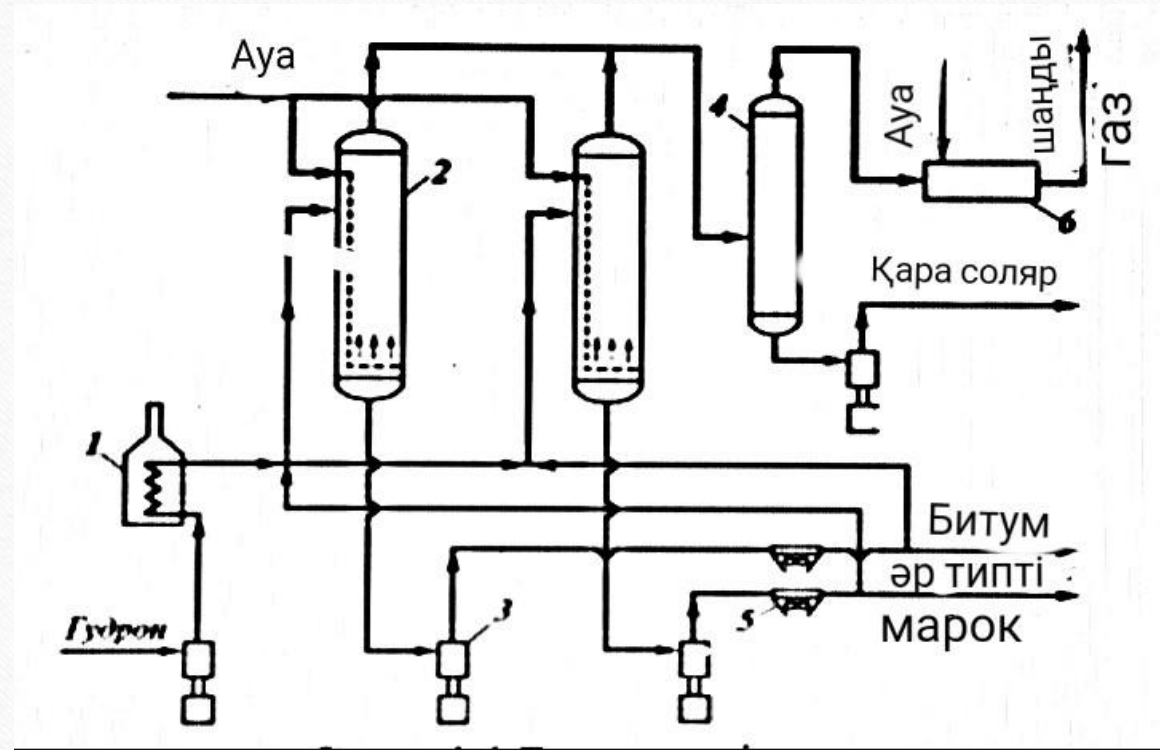 Ауа
Ауа
шаңды
газ
4
2
6
Қара соляр
1
Битум
әр типті
марок
5
3
Гудрон